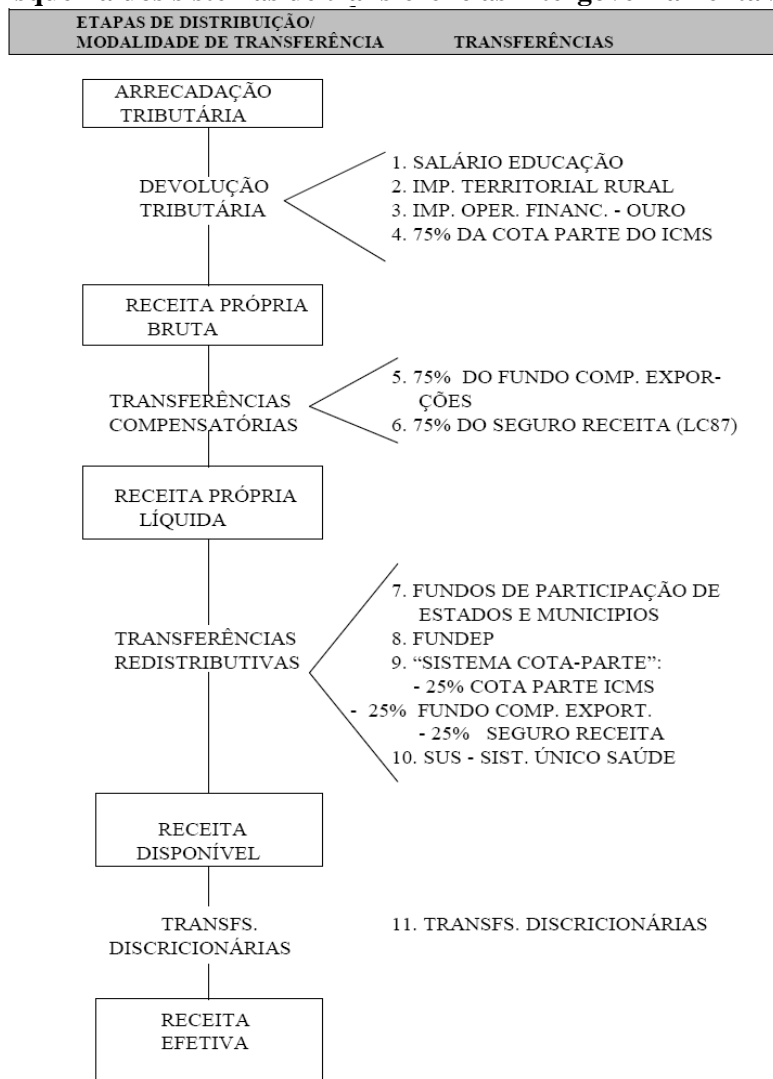 ETAPAS DE DISTRIBUIÇÃO/
MODALIDADE DE TRANSFERÊNCIA TRANSFERÊNCIAS
ARRECADAÇÃO
TRIBUTÁRIA
DEVOLUÇÃO
TRIBUTÁRIA
1. SALÁRIO EDUCAÇÃO
2. IMP. TERRITORIAL RURAL
3. IMP. OPER. FINANC. - OURO
4. 75% DA COTA PARTE DO ICMS
RECEITA PRÓPRIA
BRUTA
TRANSFERÊNCIAS
COMPENSATÓRIAS
5. 75% DO FUNDO COMP. EXPOR-
ÇÕES
6. 75% DO SEGURO RECEITA (LC87)
RECEITA PRÓPRIA
LÍQUIDA
TRANSFERÊNCIAS
REDISTRIBUTIVAS
7. FUNDOS DE PARTICIPAÇÃO DE
ESTADOS E MUNICIPIOS
8. FUNDEP
9. “SISTEMA COTA-PARTE”:
- 25% COTA PARTE ICMS
- 25% FUNDO COMP. EXPORT.
- 25% SEGURO RECEITA
10. SUS - SIST. ÚNICO SAÚDE
RECEITA
DISPONÍVEL
TRANSFS.
DISCRICIONÁRIAS
11. TRANSFS. DISCRICIONÁRIAS
RECEITA
EFETIVA